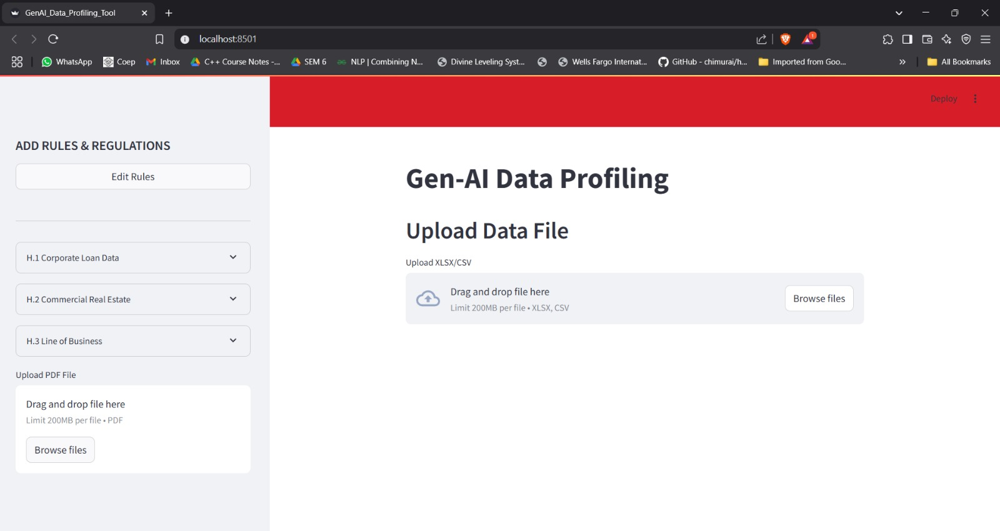 GenAI_Data_Profiling_Tool
localhost:8501
1
WhatsApp
Coep
Inbox
C++ Course Notes -...
SEM 6
NLP | Combining N...
Divine Leveling Syst...
Wells Fargo Internat...
GitHub - chimurai/h...
Imported from Goo...
All Bookmarks
Deploy
ADD RULES & REGULATIONS
Edit Rules
H.1 Corporate Loan Data
H.2 Commercial Real Estate
H.3 Line of Business
Upload PDF File
Drag and drop file here
Limit 200MB per file • PDF
Browse files
Gen-AI Data Profiling
Upload Data File
Upload XLSX/CSV
Drag and drop file here
Limit 200MB per file • XLSX, CSV
Browse files